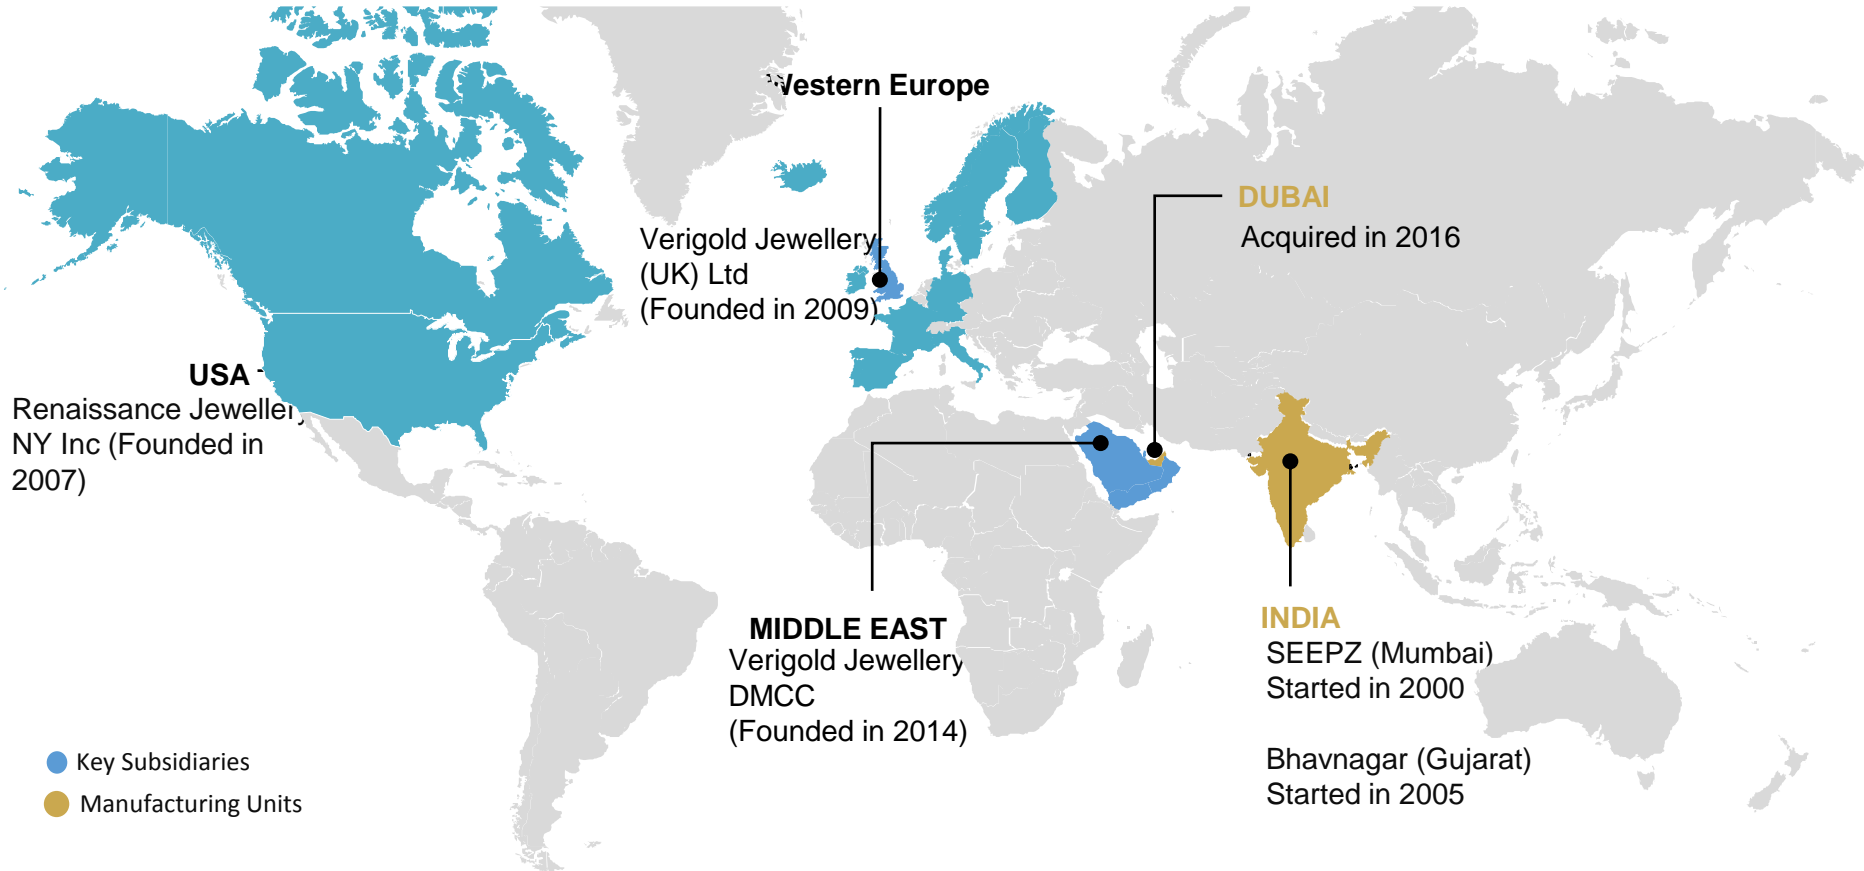 Western Europe
Verigold Jewellery
(UK) Ltd
(Founded in 2009)
DUBAI
Acquired in 2016
USA
Renaissance Jewellery
NY Inc (Founded in
2007)
MIDDLE EAST
Verigold Jewellery
DMCC
(Founded in 2014)
INDIA
SEEPZ (Mumbai)
Started in 2000
Bhavnagar (Gujarat)
Started in 2005
Key Subsidiaries
Manufacturing Units